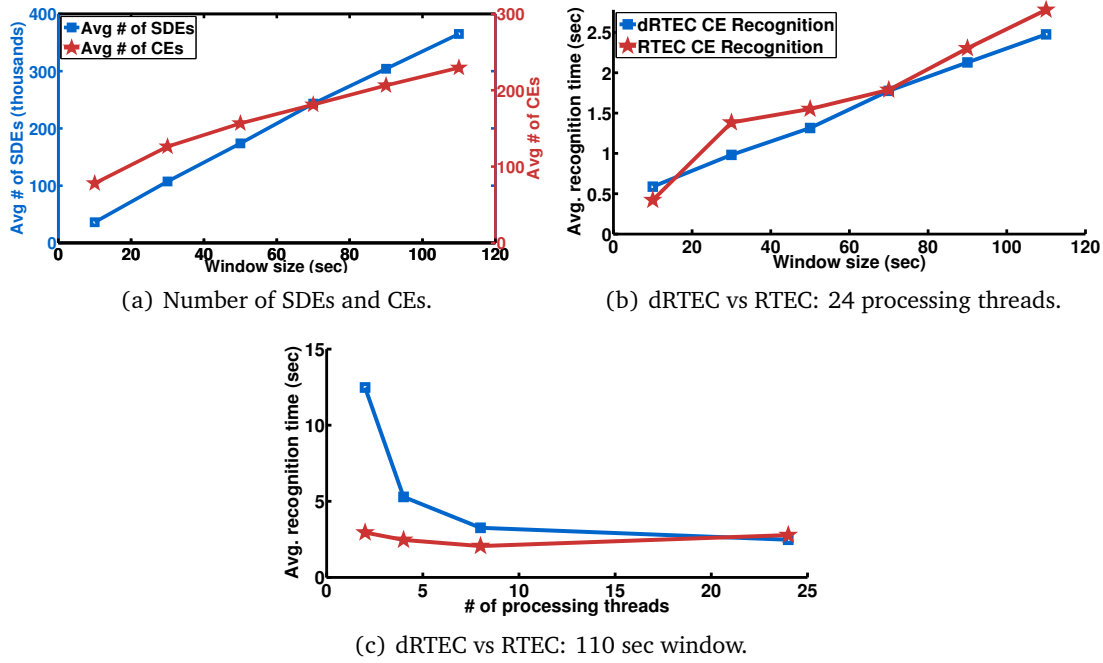 Avg # of SDEs
Avg # of CEs
Avg # of SDEs (thousands)
400
300
200
100
0
Avg # of CEs
300
200
100
0
0 20 40 60 80 100 120
Window size (sec)
(a) Number of SDEs and CEs.
dRTEC CE Recognition
RTEC CE Recognition
Avg. recognition time (sec)
2.5
2
1.5
1
0.5
0
0 20 40 60 80 100 120
Window size (sec)
(b) dRTEC vs RTEC: 24 processing threads.
Avg. recognition time (sec)
15
10
5
0
0 5 10 15 20 25
# of processing threads
(c) dRTEC vs RTEC: 110 sec window.